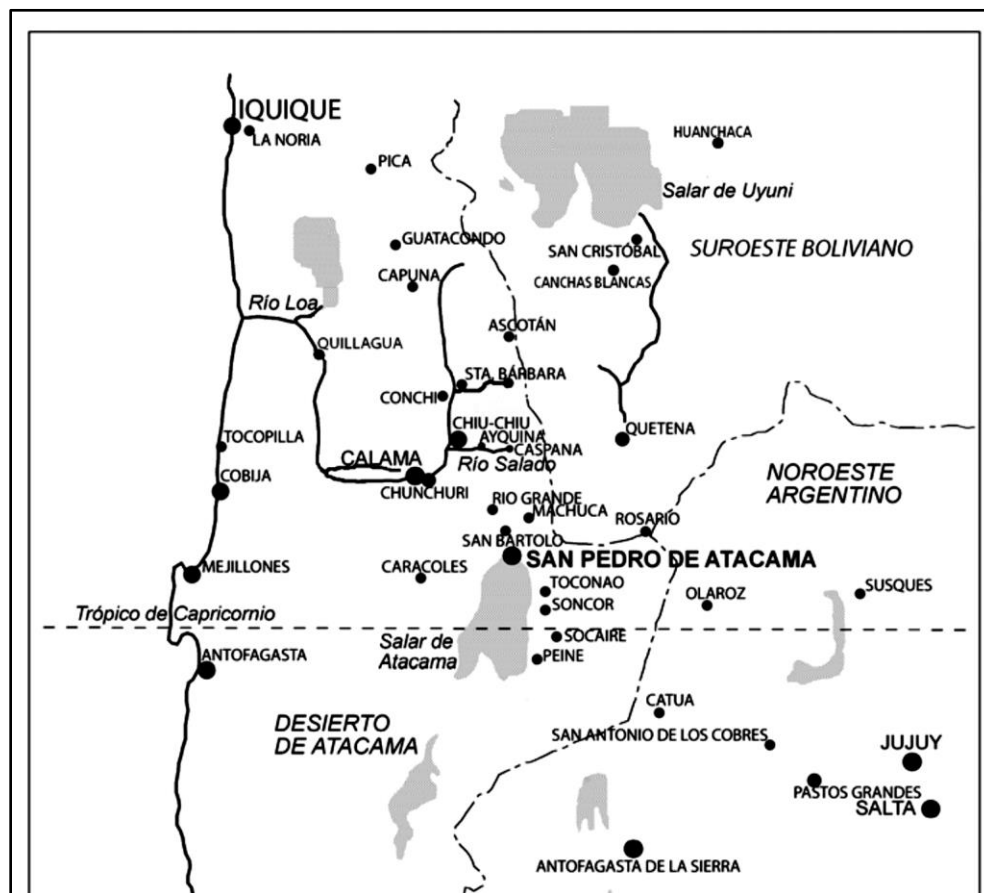 IQUIQUE
LA NORIA
HUANCHACA
PICA
Salar de Uyuni
GUATACONDO
SAN CRISTÓBAL
SUROESTE BOLIVIANO
CAPUNA
CANCHAS BLANCAS
Río Loa
ASCOTÁN
QUILLAGUA
STA. BÁRBARA
CONCHI
CHIU-CHIU
QUETENA
TOCOPILLA
AYQUINA
CASPANA
CALAMA
Río Salado
COBIJA
CHUNCHURI
NOROESTE
ARGENTINO
RIO GRANDE
MACHUCA
ROSARIO
SAN BARTOLO
SAN PEDRO DE ATACAMA
MEJILLONES
CARACOLES
TOCONAO
OLAROZ
SUSQUES
SONCOR
Trópico de Capricornio
SOCAIRE
Salar de
Atacama
PEINE
ANTOFAGASTA
CATUA
DESIERTO
DE ATACAMA
SAN ANTONIO DE LOS COBRES
JUJUY
PASTOS GRANDES
SALTA
ANTOFAGASTA DE LA SIERRA